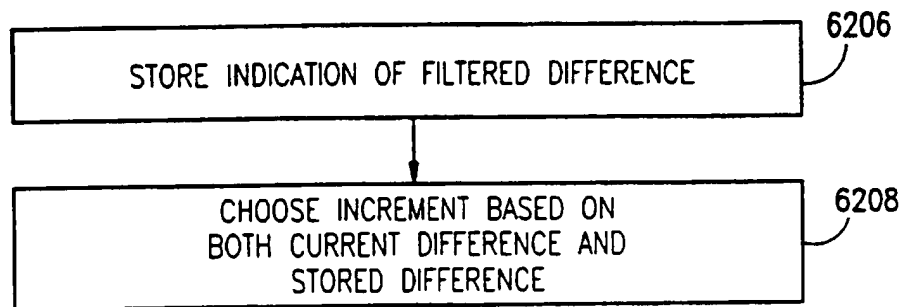 6206
STORE INDICATION OF FILTERED DIFFERENCE
6208
CHOOSE INCREMENT BASED ON
BOTH CURRENT DIFFERENCE AND
STORED DIFFERENCE